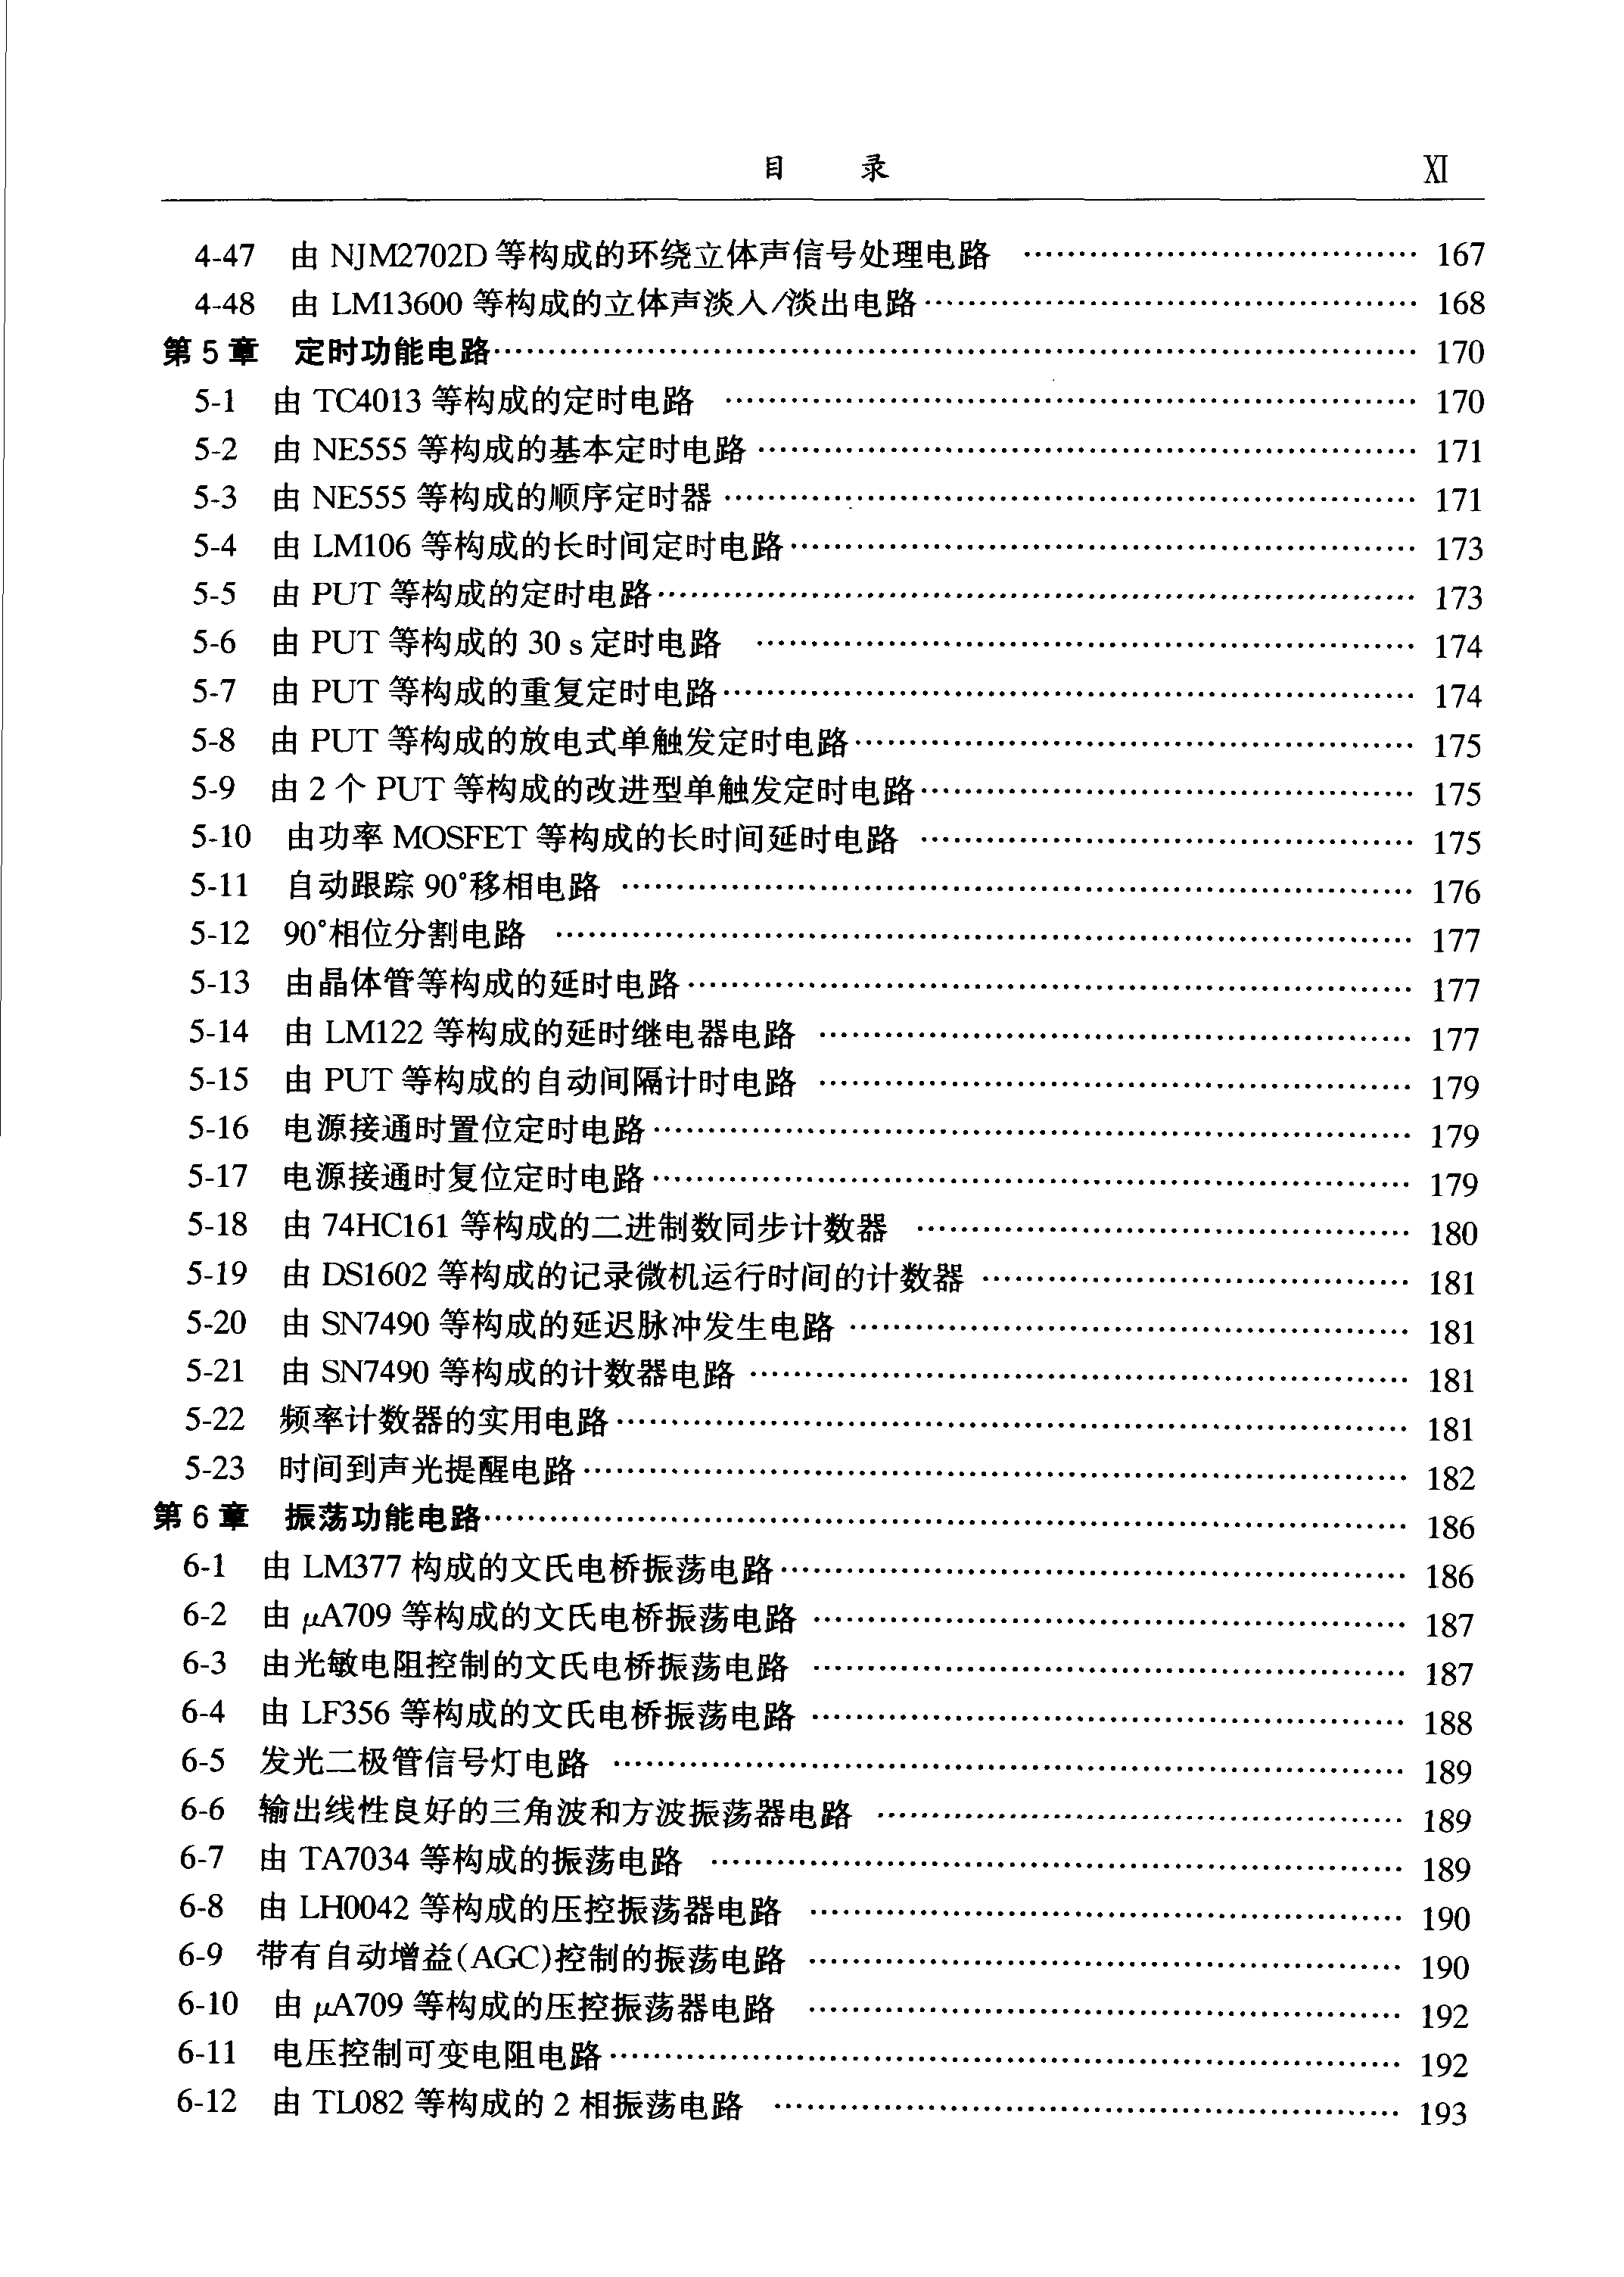 目 录 Ⅺ
4-47 由 NJM2702D 等构成的环绕立体声信号处理电路 …………………………………… 167
4-48 由 LM13600 等构成的立体声淡入/淡出电路 …………………………………… 168
第 5 章 定时功能电路 …………………………………… 170
5-1 由 TC4013 等构成的定时电路 …………………………………… 170
5-2 由 NE555 等构成的基本定时电路 …………………………………… 171
5-3 由 NE555 等构成的顺序定时器 …………………………………… 171
5-4 由 LM106 等构成的长时间定时电路 …………………………………… 173
5-5 由 PUT 等构成的定时电路 …………………………………… 173
5-6 由 PUT 等构成的 30 s 定时电路 …………………………………… 174
5-7 由 PUT 等构成的重复定时电路 …………………………………… 174
5-8 由 PUT 等构成的放电式单触发定时电路 …………………………………… 175
5-9 由 2 个 PUT 等构成的改进型单触发定时电路 …………………………………… 175
5-10 由功率 MOSFET 等构成的长时间延时电路 …………………………………… 175
5-11 自动跟踪 90°移相电路 …………………………………… 176
5-12 90°相位分割电路 …………………………………… 177
5-13 由晶体管等构成的延时电路 …………………………………… 177
5-14 由 LM122 等构成的延时继电器电路 …………………………………… 177
5-15 由 PUT 等构成的自动间隔计时电路 …………………………………… 179
5-16 电源接通时置位定时电路 …………………………………… 179
5-17 电源接通时复位定时电路 …………………………………… 179
5-18 由 74HC161 等构成的二进制数同步计数器 …………………………………… 180
5-19 由 DS1602 等构成的记录微机运行时间的计数器 …………………………………… 181
5-20 由 SN7490 等构成的延迟脉冲发生电路 …………………………………… 181
5-21 由 SN7490 等构成的计数器电路 …………………………………… 181
5-22 频率计数器的实用电路 …………………………………… 181
5-23 时间到声光提醒电路 …………………………………… 182
第 6 章 振荡功能电路 …………………………………… 186
6-1 由 LM377 构成的文氏电桥振荡电路 …………………………………… 186
6-2 由 μA709 等构成的文氏电桥振荡电路 …………………………………… 187
6-3 由光敏电阻控制的文氏电桥振荡电路 …………………………………… 187
6-4 由 LF356 等构成的文氏电桥振荡电路 …………………………………… 188
6-5 发光二极管信号灯电路 …………………………………… 189
6-6 输出线性良好的三角波和方波振荡器电路 …………………………………… 189
6-7 由 TA7034 等构成的振荡电路 …………………………………… 189
6-8 由 LH0042 等构成的压控振荡器电路 …………………………………… 190
6-9 带有自动增益(AGC)控制的振荡电路 …………………………………… 190
6-10 由 μA709 等构成的压控振荡器电路 …………………………………… 192
6-11 电压控制可变电阻电路 …………………………………… 192
6-12 由 TL082 等构成的 2 相振荡电路 …………………………………… 193